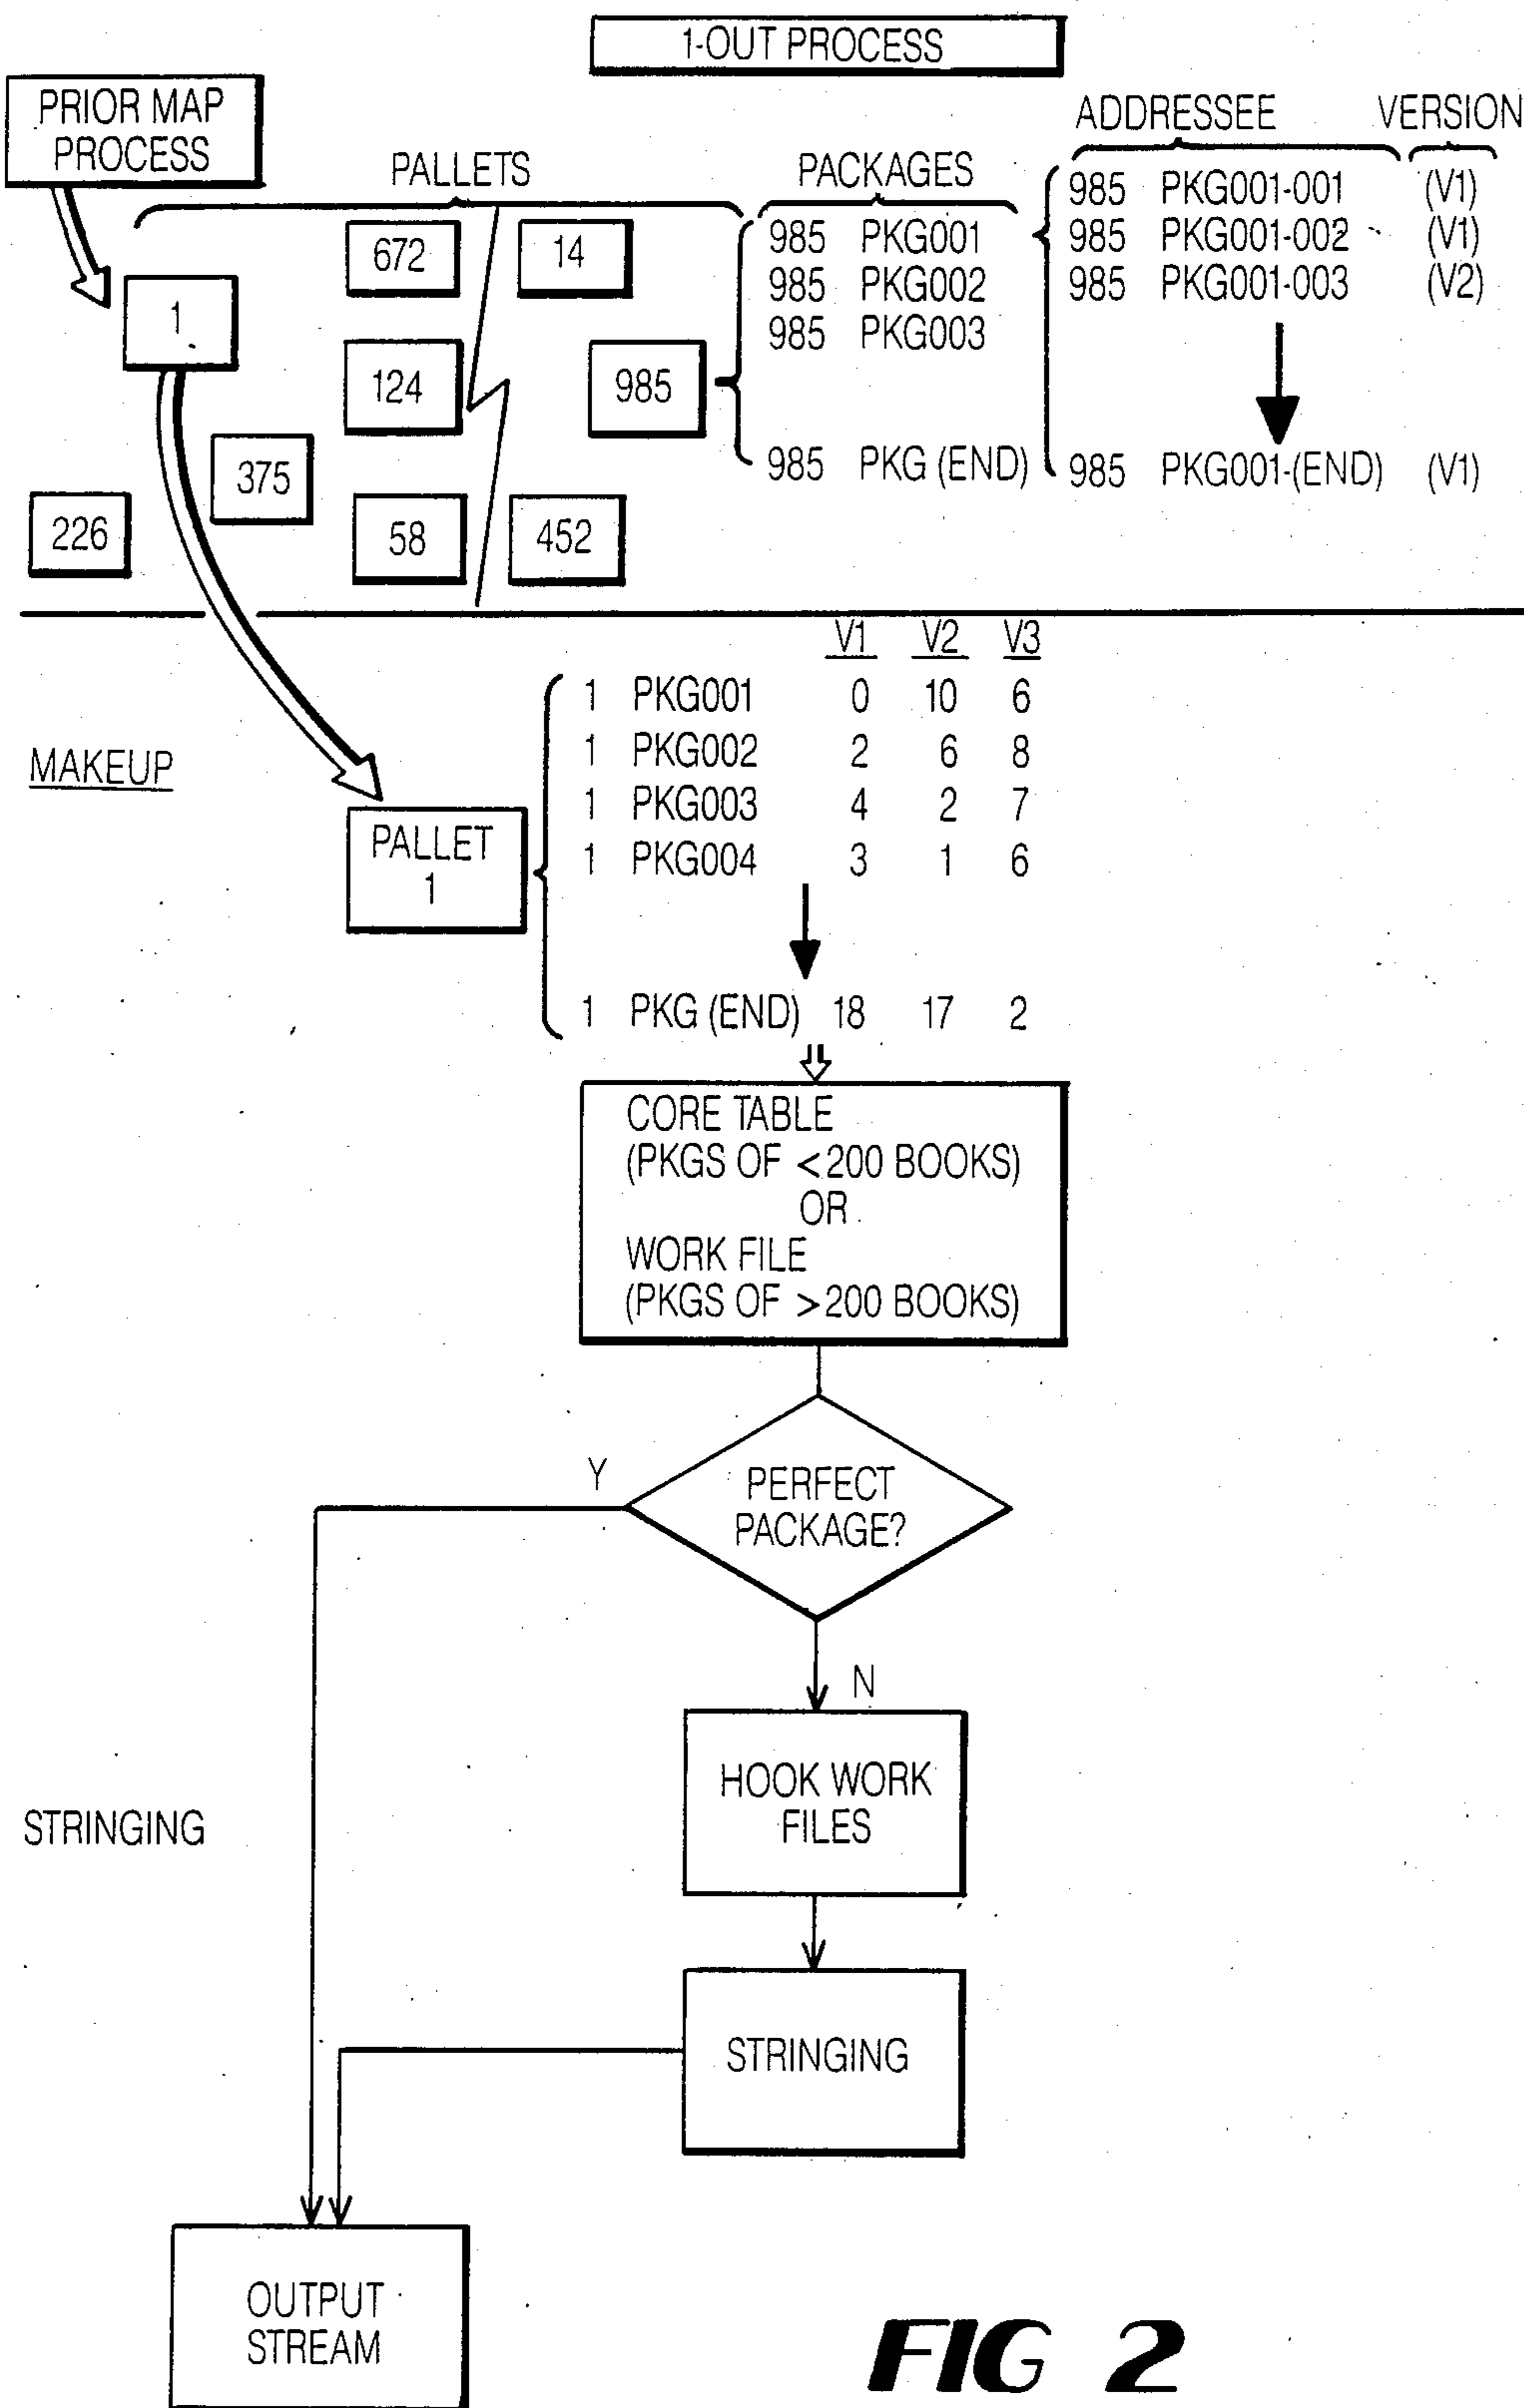 1-OUT PROCESS
PRIOR MAP
PROCESS
PALLETS
PACKAGES
ADDRESSEE
VERSION
1
672
14
124
985
375
226
58
452
985 PKG001
985 PKG002
985 PKG003
985 PKG (END)
985 PKG001-001 (V1)
985 PKG001-002 (V1)
985 PKG001-003 (V2)
985 PKG001-(END) (V1)
MAKEUP
PALLET
1
V1 V2 V3
1 PKG001 0 10 6
1 PKG002 2 6 8
1 PKG003 4 2 7
1 PKG004 3 1 6
1 PKG (END) 18 17 2
CORE TABLE
(PKGS OF <200 BOOKS)
OR
WORK FILE
(PKGS OF >200 BOOKS)
PERFECT
PACKAGE?
Y
N
HOOK WORK
FILES
STRINGING
STRINGING
OUTPUT
STREAM
FIG 2